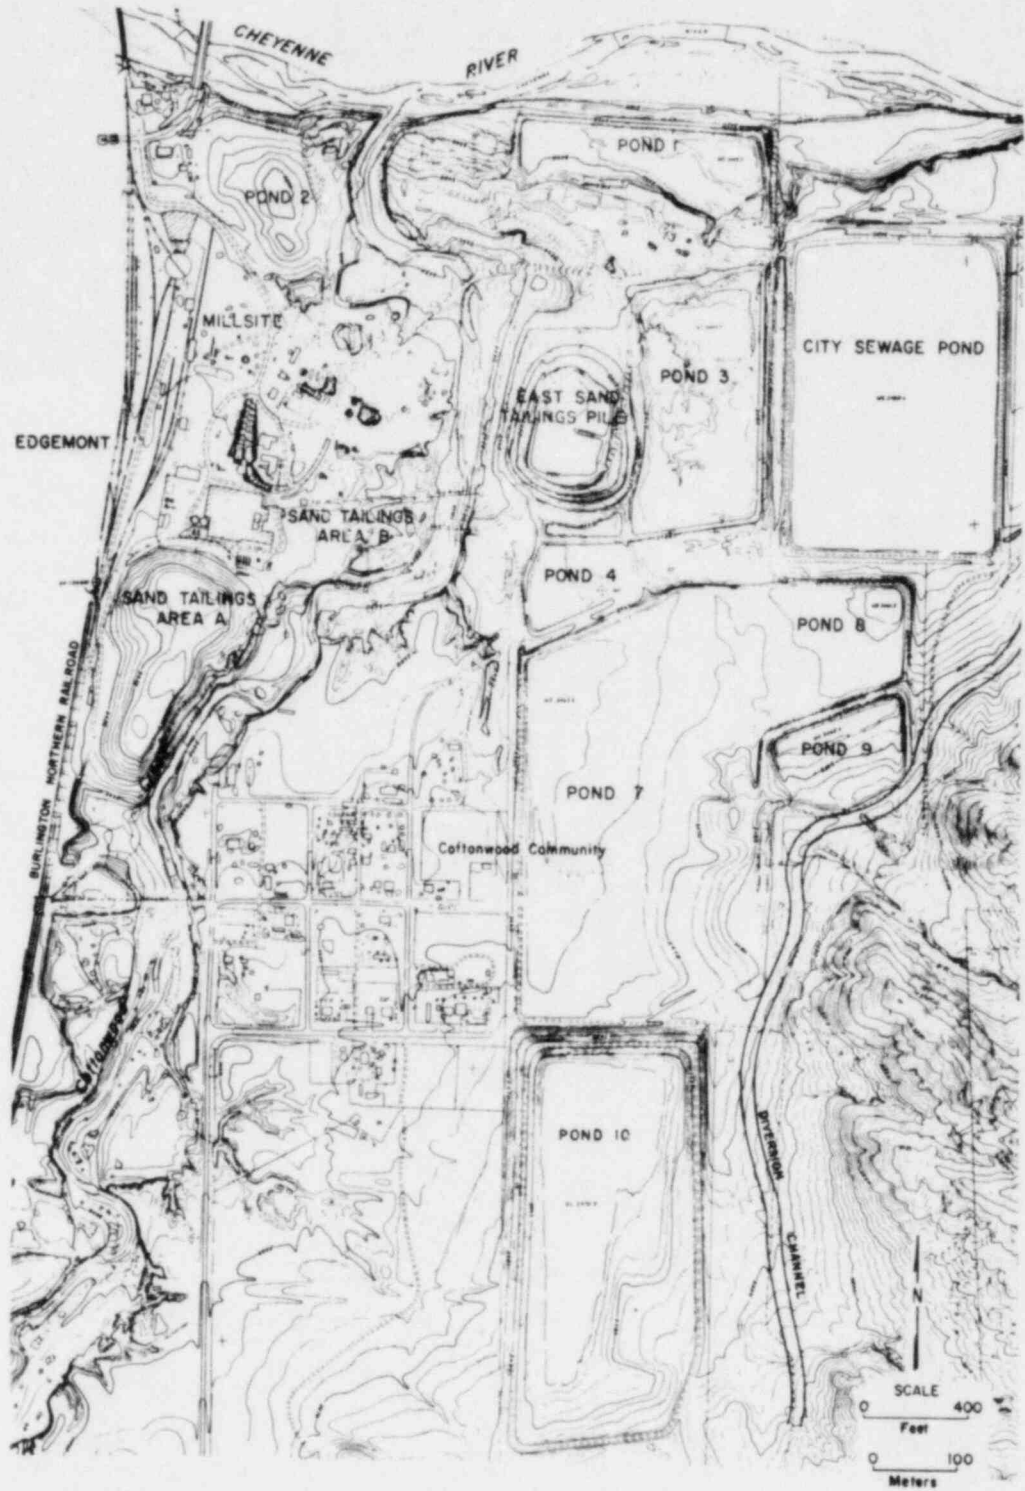 CHEYENNE
RIVER
POND 1
POND 2
MILLSITE
CITY SEWAGE POND
POND 3
EAST SAND
TAILINGS PILE
EDGEMONT
SAND TAILINGS
AREA B
POND 4
SAND TAILINGS
AREA A
POND 8
BURLINGTON NORTHERN RAILROAD
POND 9
POND 7
Cottonwood Community
Cottonwood
POND 10
DIVERSION
CHANNEL
N
SCALE
0 400
Feet
0 100
Meters